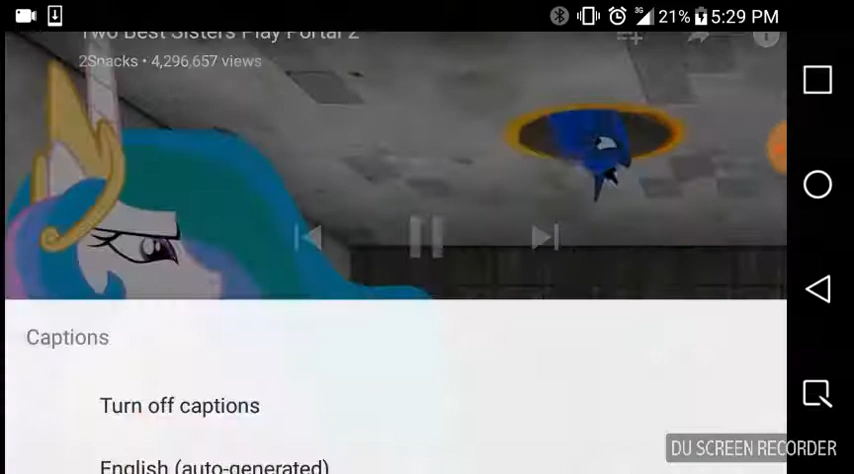 3G 21% 5:29 PM
Two Best Sisters Play Portal 2
2Snacks • 4,296,657 views
Captions
Turn off captions
English (auto-generated)
DU SCREEN RECORDER